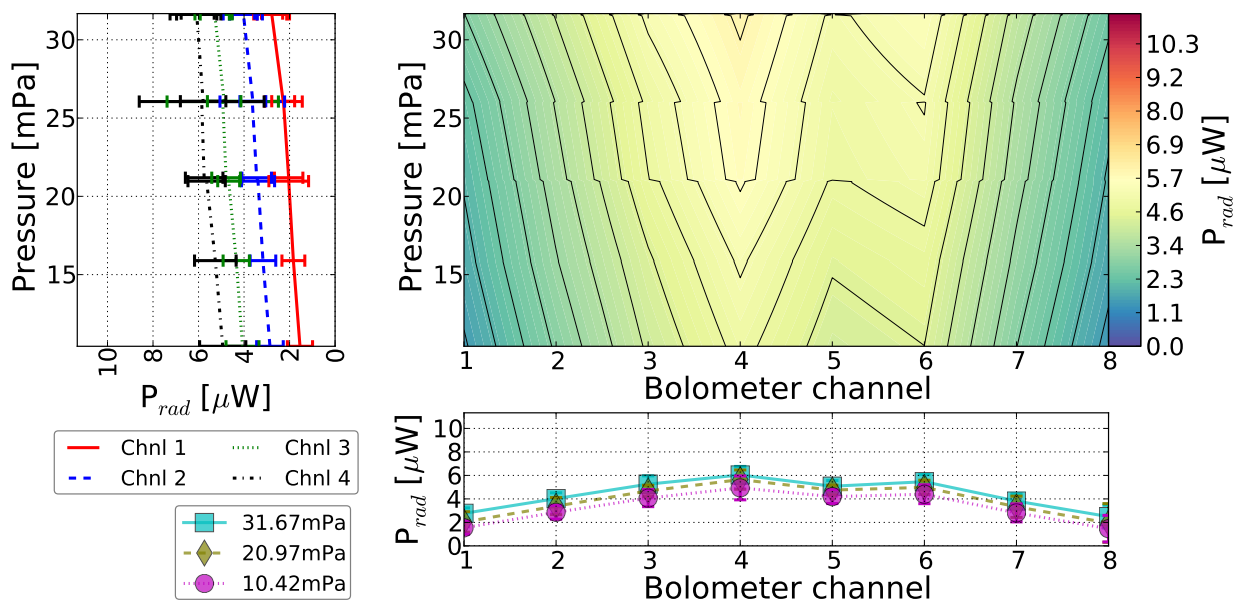 30
25
20
15
Pressure [mPa]
10
8
6
4
2
0
P_rad [μW]
30
25
20
15
Pressure [mPa]
1 2 3 4 5 6 7 8
Bolometer channel
10.3
9.2
8.0
6.9
5.7
4.6
3.4
2.3
1.1
0.0
P_rad [μW]
Chnl 1
Chnl 2
Chnl 3
Chnl 4
31.67mPa
20.97mPa
10.42mPa
10
8
6
4
2
0
P_rad [μW]
1 2 3 4 5 6 7 8
Bolometer channel